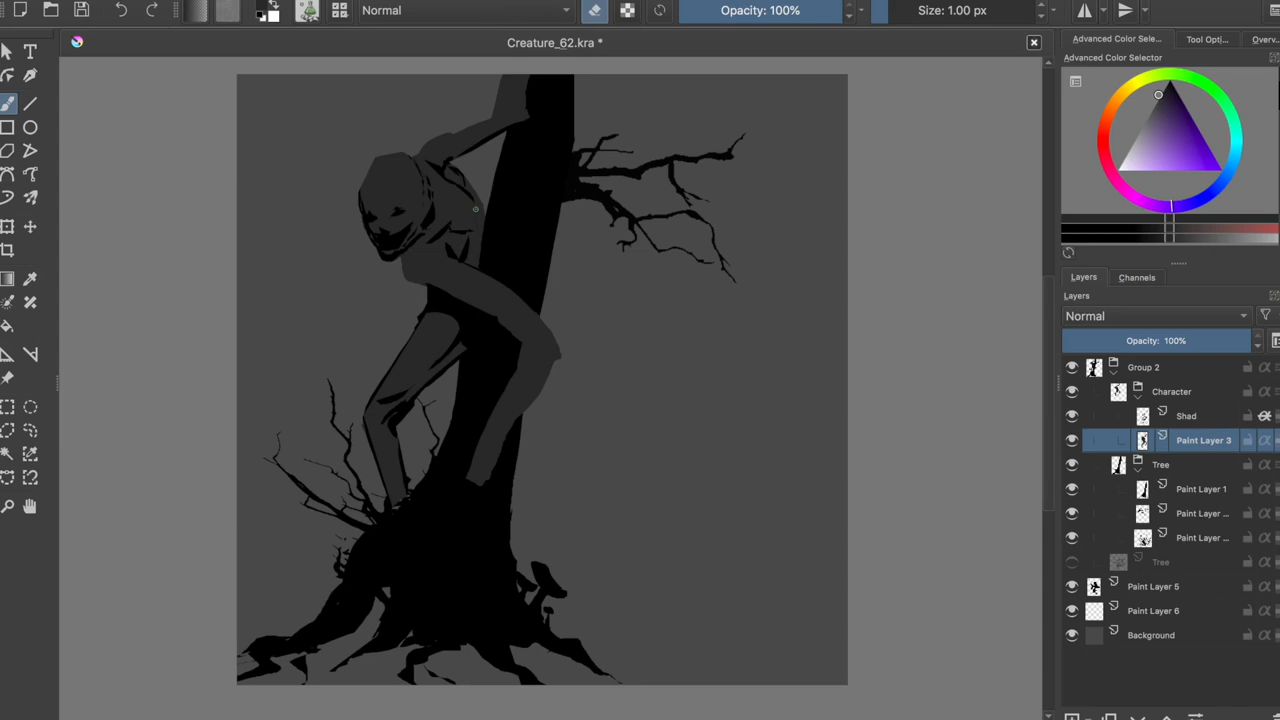 Normal
Opacity: 100%
Size: 1.00 px
Creature_62.kra *
Advanced Color Sele...
Tool Opti...
Overv...
Advanced Color Selector
Layers
Channels
Layers
Normal
Opacity: 100%
Group 2
Character
Shad
Paint Layer 3
Tree
Paint Layer 1
Paint Layer ...
Paint Layer ...
Tree
Paint Layer 5
Paint Layer 6
Background